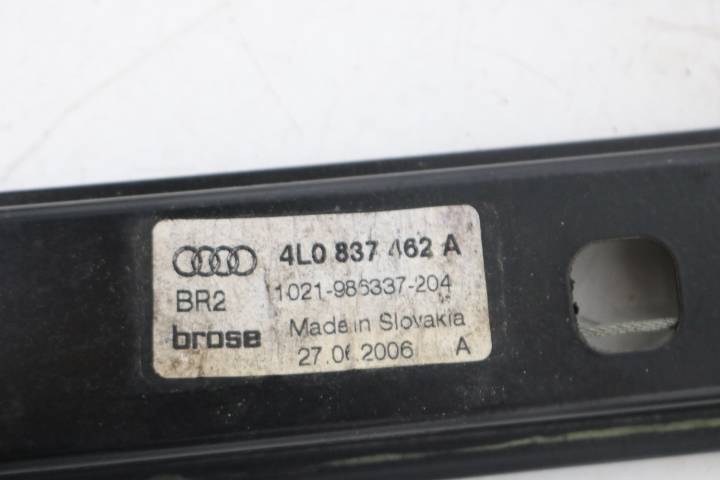 4L0 837 462 A
BR2 1021-986337-204
brose Made in Slovakia
27.06.2006 A